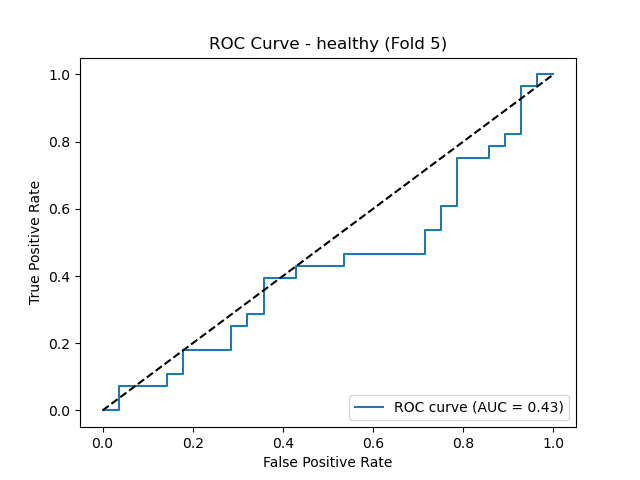 ROC Curve - healthy (Fold 5)
True Positive Rate
1.0
0.8
0.6
0.4
0.2
0.0
ROC curve (AUC = 0.43)
0.0 0.2 0.4 0.6 0.8 1.0
False Positive Rate